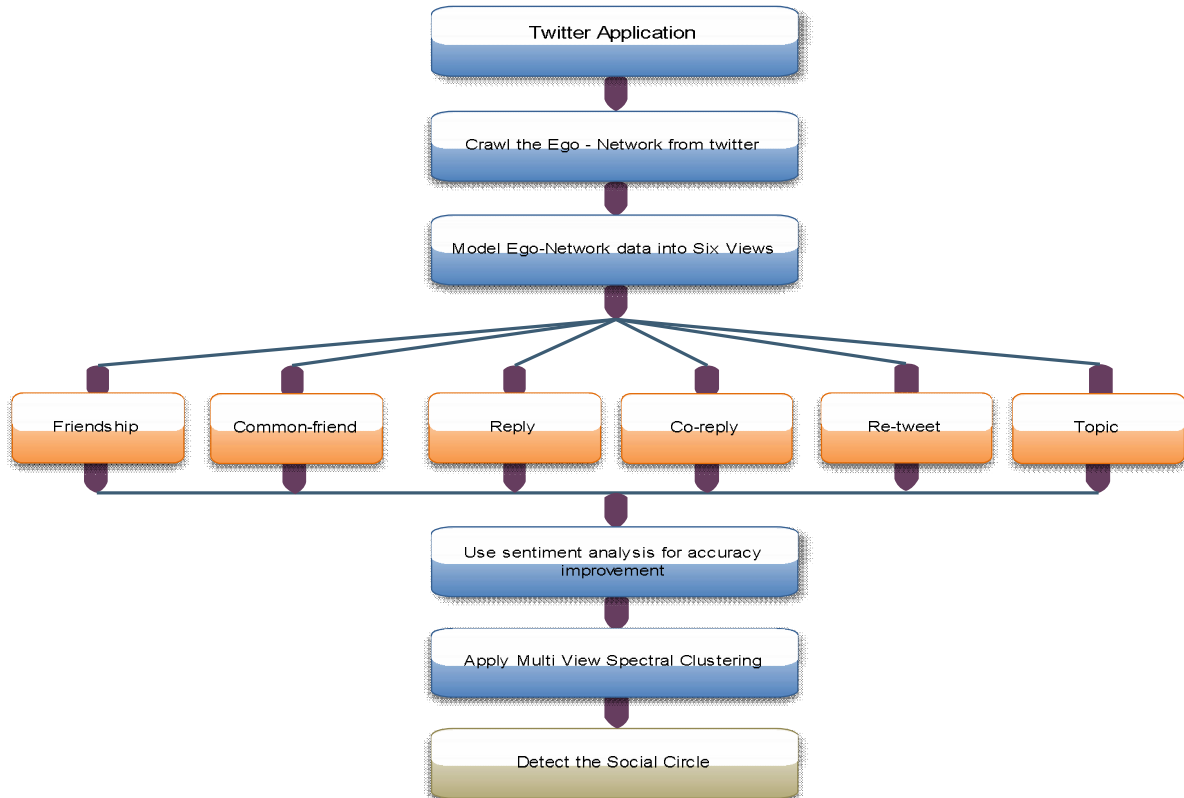 Twitter Application
Crawl the Ego - Network from twitter
Model Ego-Network data into Six Views
Friendship
Common-friend
Reply
Co-reply
Re-tweet
Topic
Use sentiment analysis for accuracy
improvement
Apply Multi View Spectral Clustering
Detect the Social Circle